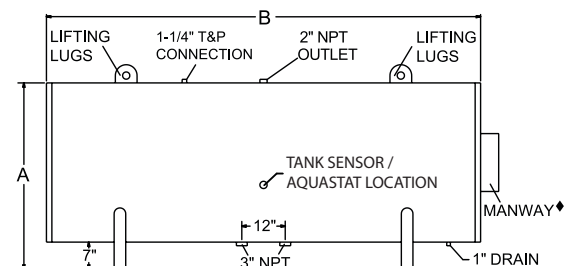 B
LIFTING
LUGS
1-1/4" T&P
CONNECTION
2" NPT
OUTLET
LIFTING
LUGS
A
TANK SENSOR /
AQUASTAT LOCATION
MANWAY♦
12"
7"
3" NPT
1" DRAIN